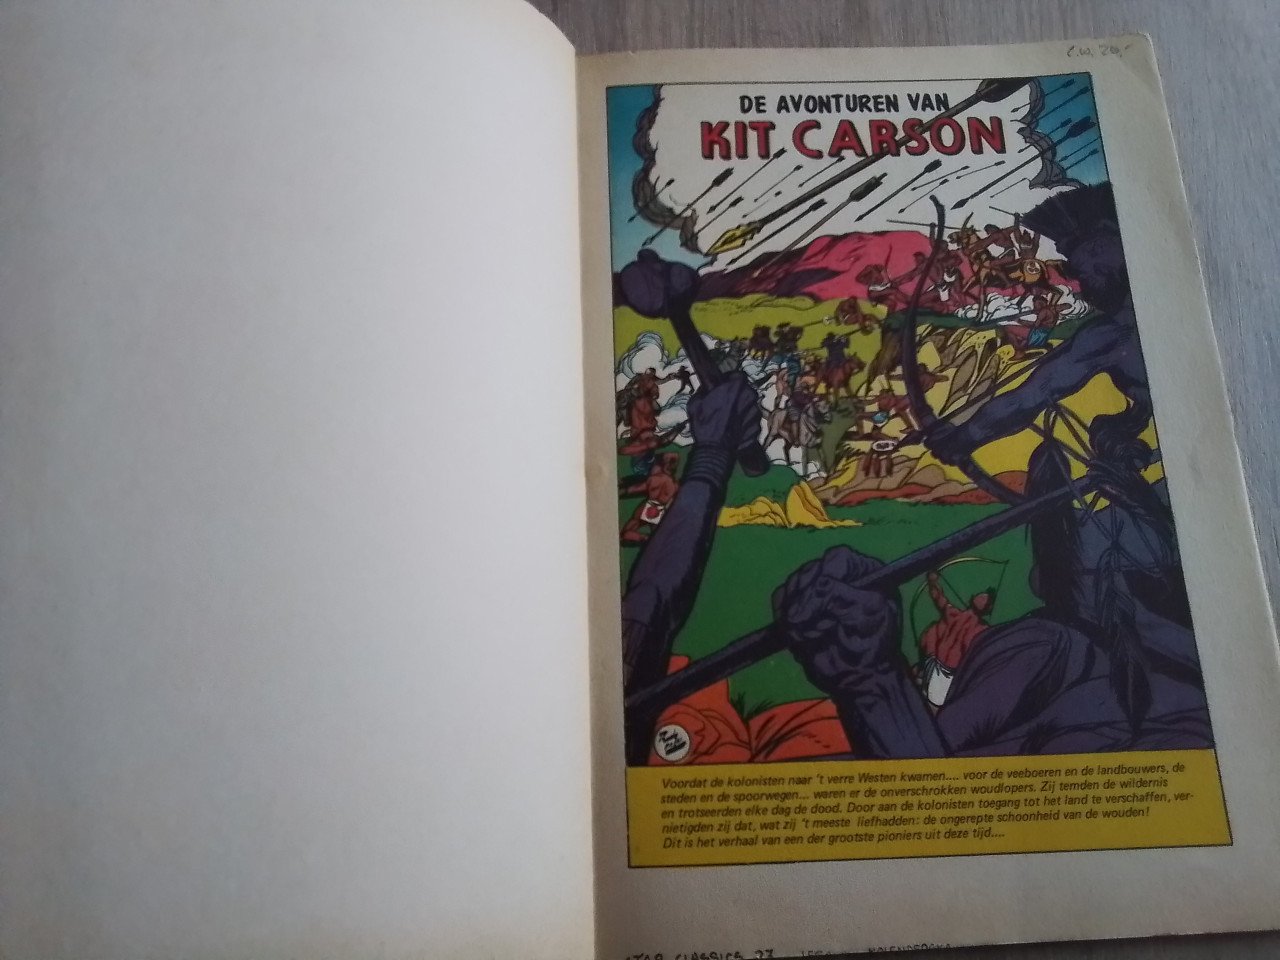 DE AVONTUREN VAN
KIT CARSON
Voordat de kolonisten naar 't verre Westen kwamen.... voor de veeboeren en de landbouwers, de
steden en de spoorwegen... waren er de onverschrokken woudlopers. Zij temden de wildernis
en trotseerden elke dag de dood. Door aan de kolonisten toegang tot het land te verschaffen, ver-
nietigden zij dat, wat zij 't meeste liefhadden: de ongerepte schoonheid van de wouden!
Dit is het verhaal van een der grootste pioniers uit deze tijd....